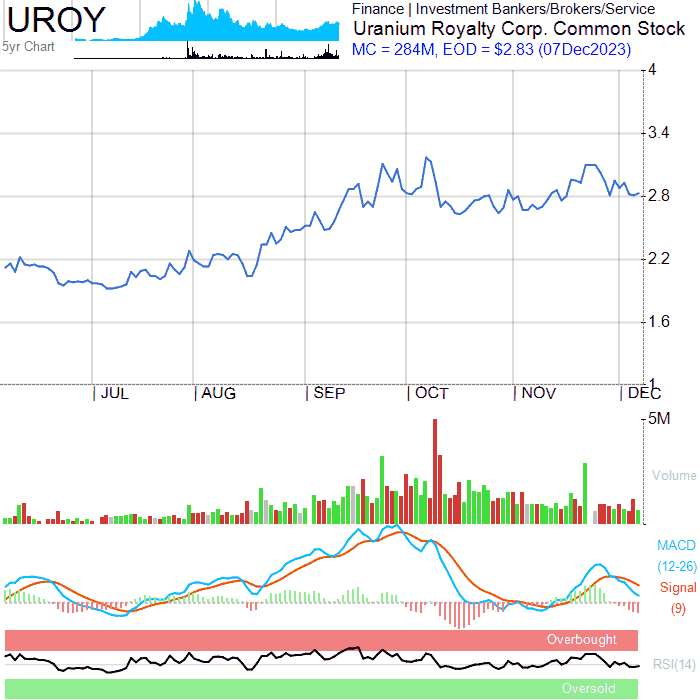 UROY
5yr Chart
Finance | Investment Bankers/Brokers/Service
Uranium Royalty Corp. Common Stock
MC = 284M, EOD = $2.83 (07Dec2023)
4
3.4
2.8
2.2
1.6
1
JUL AUG SEP OCT NOV DEC
5M
Volume
MACD
(12-26)
Signal
(9)
Overbought
RSI(14)
Oversold